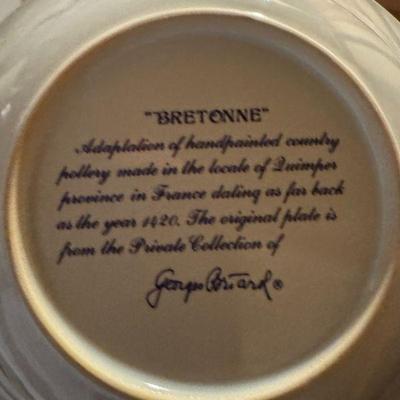 "BRETONNE"
Adaptation of handpainted country
pottery made in the locale of Quimper
province in France dating as far back
as the year 1420. The original plate is
from the Private Collection of
Georges Briard®